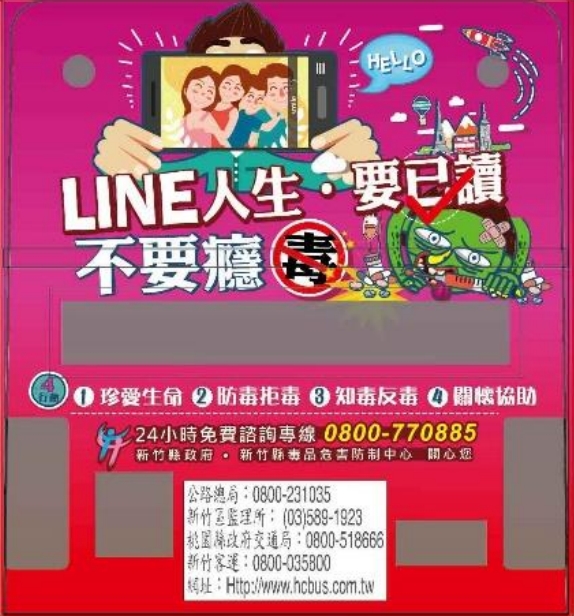 HELLO
LINE人生·要已讀
不要癮毒
4行動 1 珍愛生命 2 防毒拒毒 3 知毒反毒 4 關懷協助
24小時免費諮詢專線 0800-770885
新竹縣政府 · 新竹縣毒品危害防制中心 關心您
公路總局：0800-231035
新竹區監理所：(03)589-1923
桃園縣政府交通局：0800-518666
新竹客運：0800-035800
網址：Http://www.hcbus.com.tw